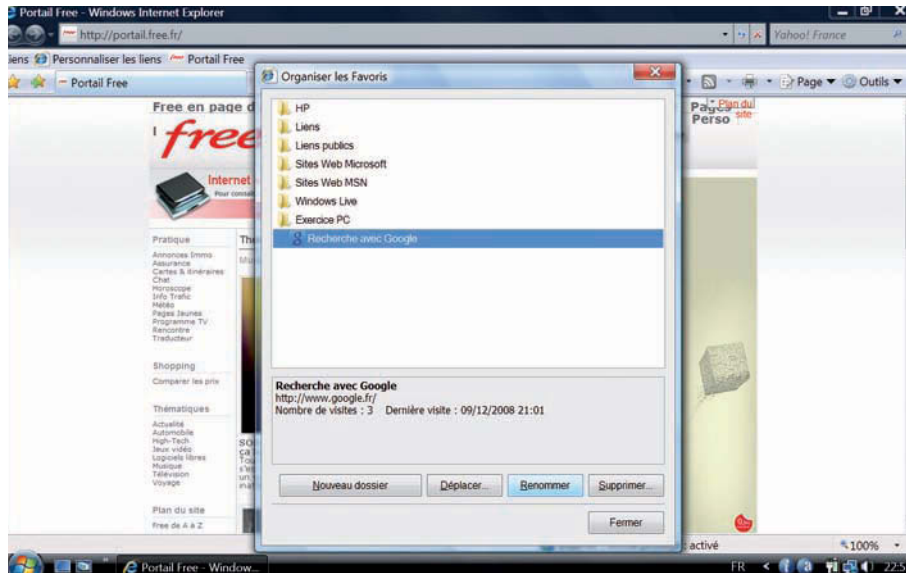 Portail Free - Windows Internet Explorer
http://portail.free.fr/
Yahoo! France
Personnaliser les liens Portail Free
Portail Free
Page Outils
Organiser les Favoris
HP
Liens
Liens publics
Sites Web Microsoft
Sites Web MSN
Windows Live
Exercice PC
Recherche avec Google
Recherche avec Google
http://www.google.fr/
Nombre de visites : 3 Dernière visite : 09/12/2008 21:01
Nouveau dossier Déplacer... Renommer Supprimer...
Fermer
Free en page d
free
Internet
Pages
Perso
Plan du
site
Pratique
Annonces Immo
Assurance
Cartes & Itinéraires
Chat
Horoscope
Info Trafic
Météo
Pages Jaunes
Programme TV
Rencontre
Traducteur
Shopping
Comparer les prix
Thématiques
Actualité
Automobile
High-Tech
Jeux vidéo
Logiciels libres
Musique
Télévision
Voyage
Plan du site
Free de A à Z
activé
100%
Portail Free - Window...
FR
22:5